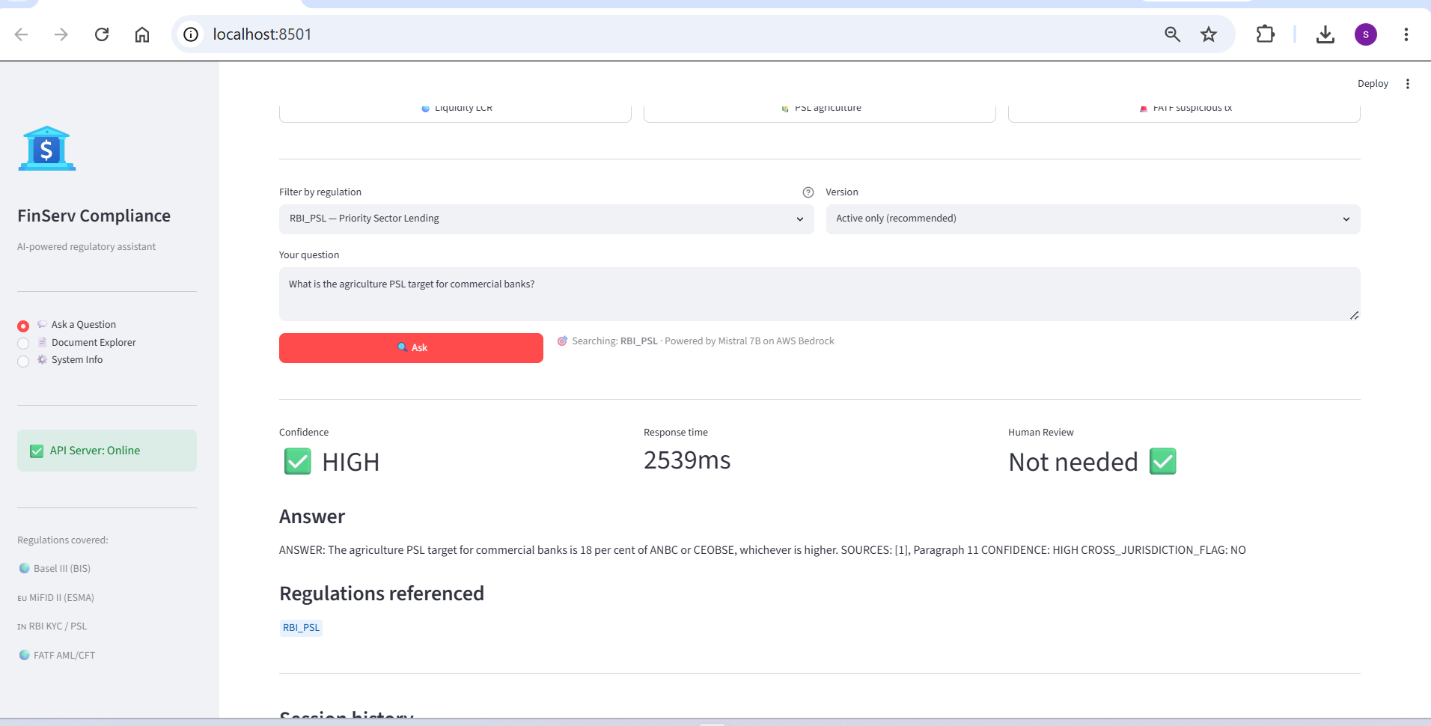 localhost:8501
S
Deploy
Liquidity LCR
PSL agriculture
FATF suspicious tx
$
FinServ Compliance
AI-powered regulatory assistant
Ask a Question
Document Explorer
System Info
API Server: Online
Regulations covered:
Basel III (BIS)
EU MiFID II (ESMA)
IN RBI KYC / PSL
FATF AML/CFT
Filter by regulation
Version
RBI_PSL — Priority Sector Lending
Active only (recommended)
Your question
What is the agriculture PSL target for commercial banks?
Ask
Searching: RBI_PSL · Powered by Mistral 7B on AWS Bedrock
Confidence
Response time
Human Review
HIGH
2539ms
Not needed
Answer
ANSWER: The agriculture PSL target for commercial banks is 18 per cent of ANBC or CEOBSE, whichever is higher. SOURCES: [1], Paragraph 11 CONFIDENCE: HIGH CROSS_JURISDICTION_FLAG: NO
Regulations referenced
RBI_PSL
Session history